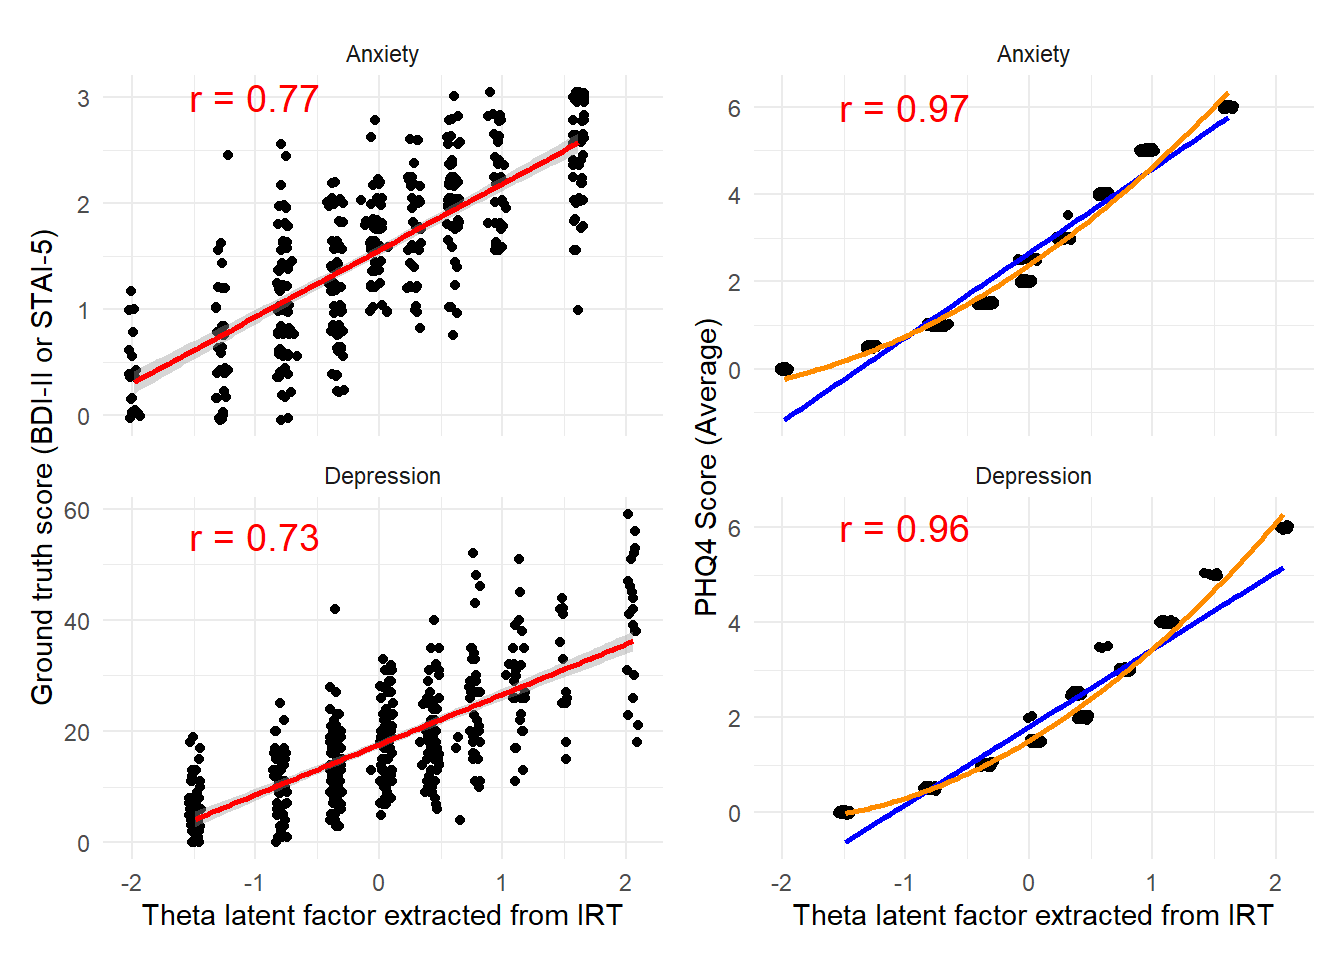 Anxiety
r = 0.77
3
2
1
0
Depression
r = 0.73
60
40
20
0
-2 -1 0 1 2
Theta latent factor extracted from IRT
Ground truth score (BDI-II or STAI-5)
Anxiety
r = 0.97
6
4
2
0
Depression
r = 0.96
6
4
2
0
-2 -1 0 1 2
Theta latent factor extracted from IRT
PHQ4 Score (Average)